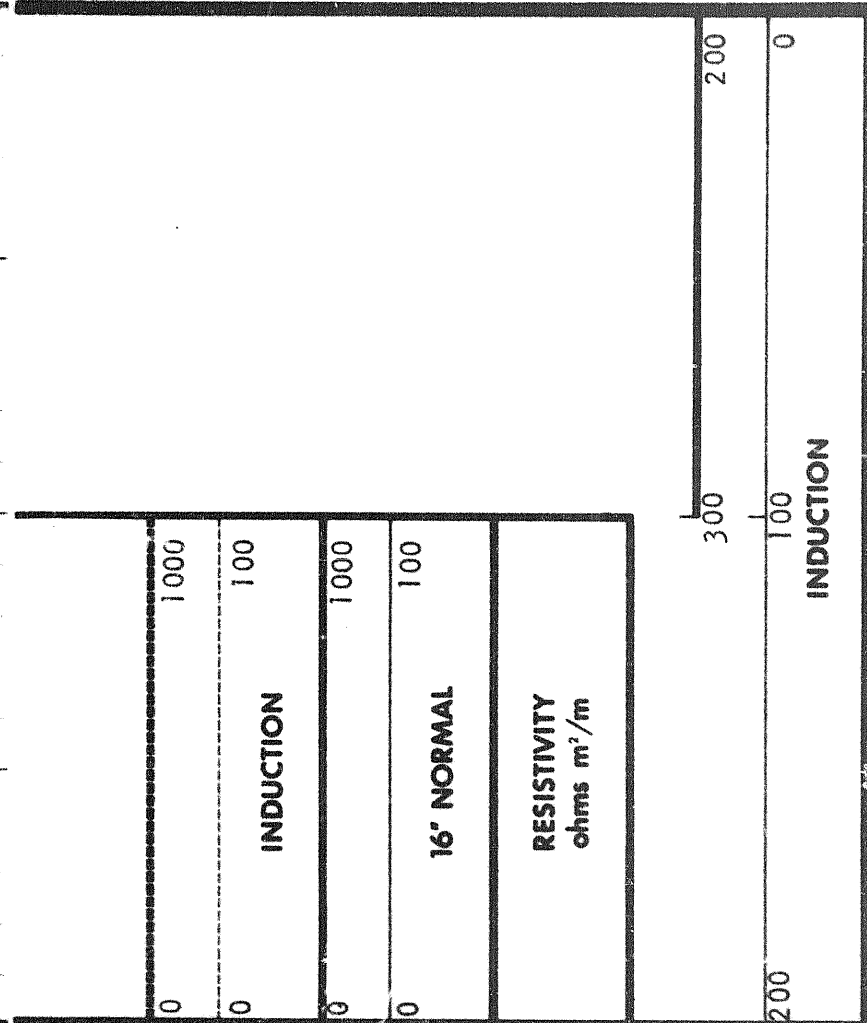 0 1000
0 100
INDUCTION
0 1000
0 100
16" NORMAL
RESISTIVITY
ohms m²/m
300 200
200 100 0
INDUCTION